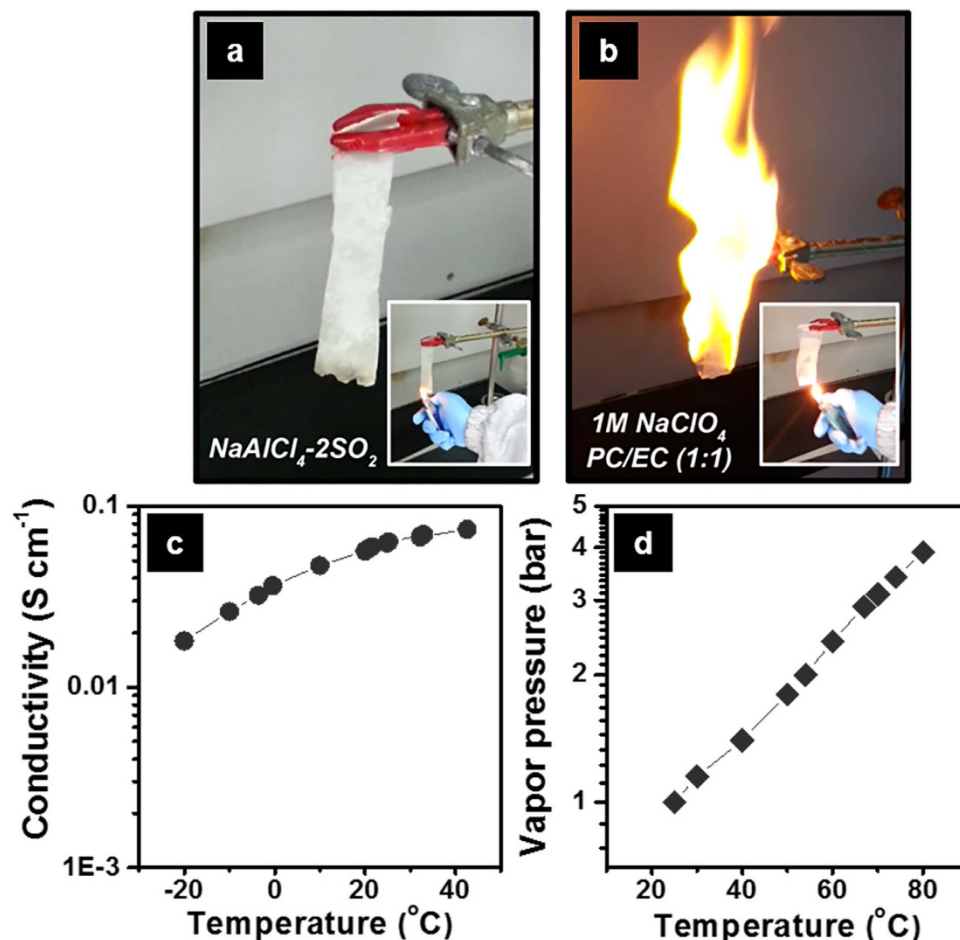 a
NaAlCl₄-2SO₂
b
1M NaClO₄
PC/EC (1:1)
c
Conductivity (S cm⁻¹)
0.1
0.01
1E-3
-20 0 20 40
Temperature (°C)
d
Vapor pressure (bar)
5
4
3
2
1
20 40 60 80
Temperature (°C)